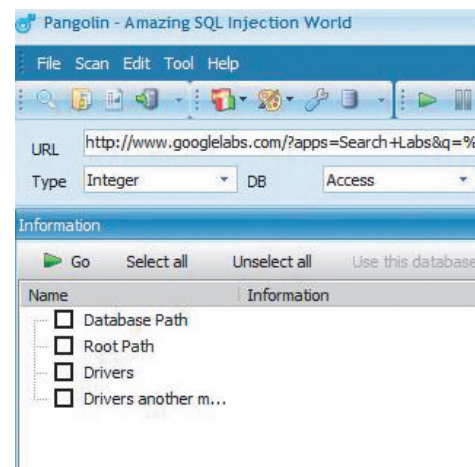 Pangolin - Amazing SQL Injection World
File Scan Edit Tool Help
URL http://www.googlelabs.com/?apps=Search+Labs&q=%
Type Integer DB Access
Information
Go Select all Unselect all Use this database
Name Information
Database Path
Root Path
Drivers
Drivers another m...